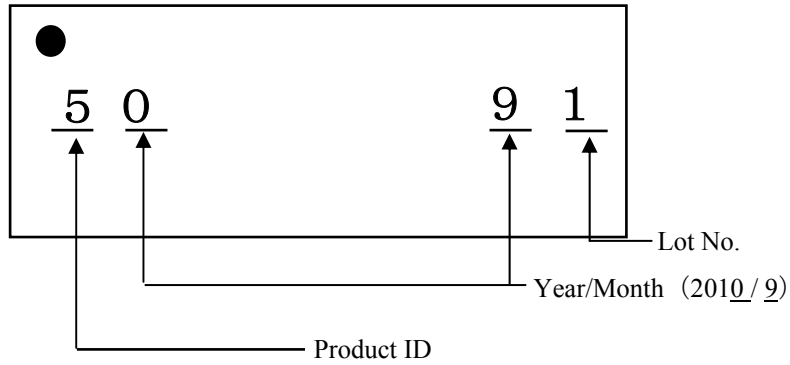 5 0 9 1
Lot No.
Year/Month（2010 / 9）
Product ID